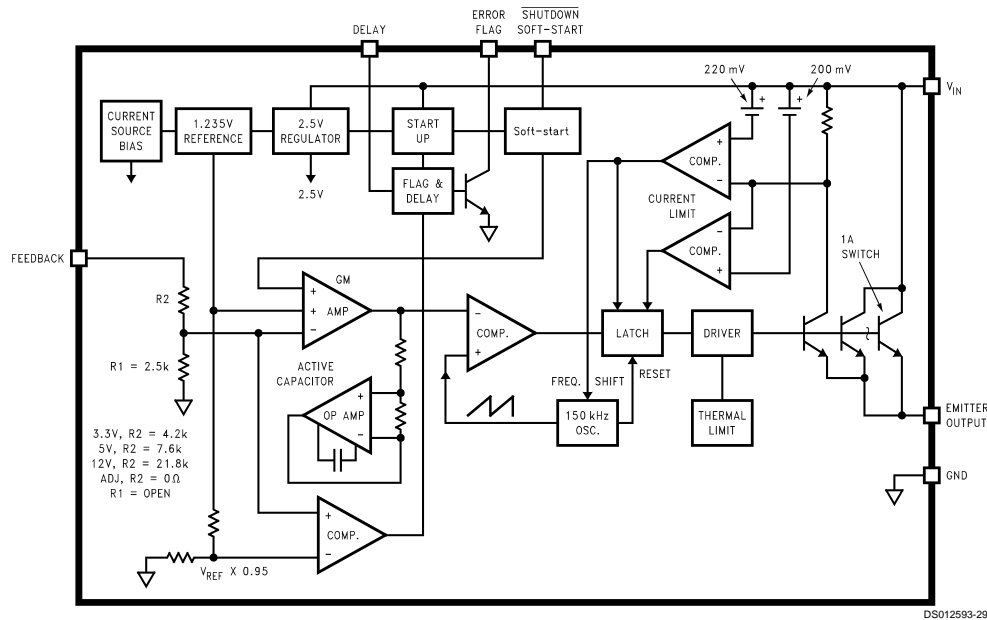 DELAY
ERROR
FLAG
SHUTDOWN
SOFT-START
220 mV
200 mV
+
+
VIN
CURRENT
SOURCE
BIAS
1.235V
REFERENCE
2.5V
REGULATOR
START
UP
Soft-start
2.5V
FLAG &
DELAY
+
COMP.
−
CURRENT
LIMIT
−
COMP.
+
1A
SWITCH
FEEDBACK
R2
R1 = 2.5k
GM
AMP
+
+
−
−
COMP.
+
LATCH
DRIVER
ACTIVE
CAPACITOR
OP AMP
+
−
FREQ. SHIFT
RESET
150 kHz
OSC.
THERMAL
LIMIT
EMITTER
OUTPUT
GND
3.3V, R2 = 4.2k
5V, R2 = 7.6k
12V, R2 = 21.8k
ADJ, R2 = 0Ω
R1 = OPEN
+
COMP.
−
VREF X 0.95
DS012593-29